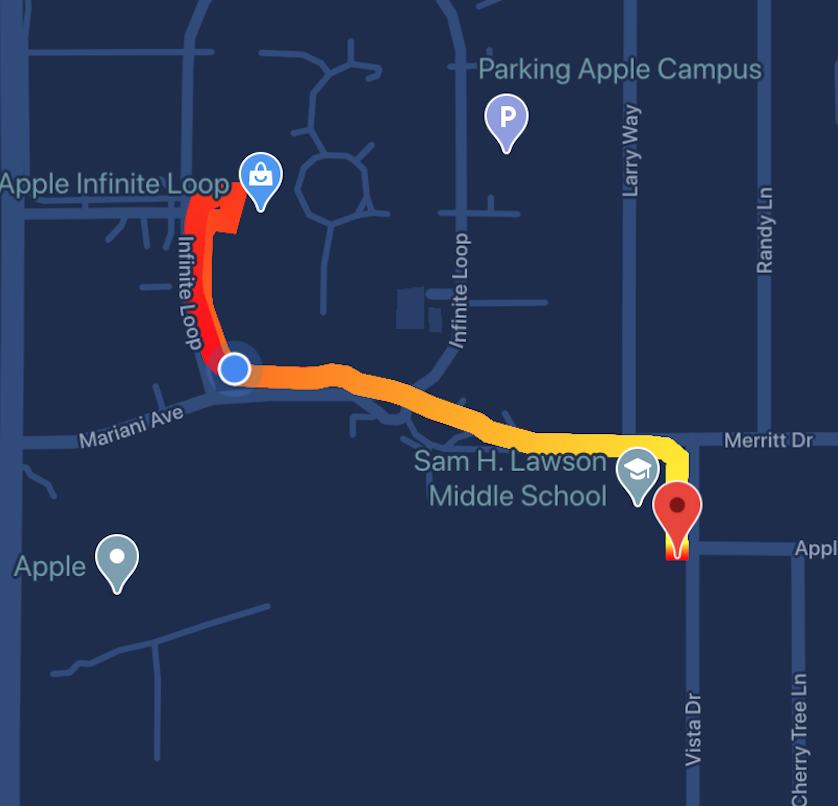 Parking Apple Campus
P
Larry Way
Apple Infinite Loop
Randy Ln
Infinite Loop
Infinite Loop
Mariani Ave
Merritt Dr
Sam H. Lawson
Middle School
Appl
Apple
Vista Dr
Cherry Tree Ln